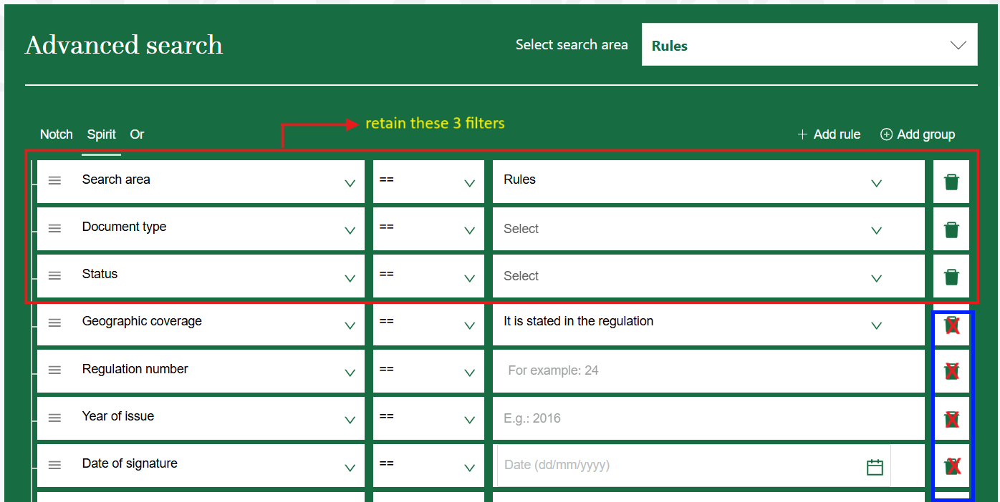 Advanced search
Select search area
Rules
retain these 3 filters
Notch Spirit Or
Add rule Add group
Search area == Rules
Document type == Select
Status == Select
Geographic coverage == It is stated in the regulation
Regulation number == For example: 24
Year of issue == E.g.: 2016
Date of signature == Date (dd/mm/yyyy)